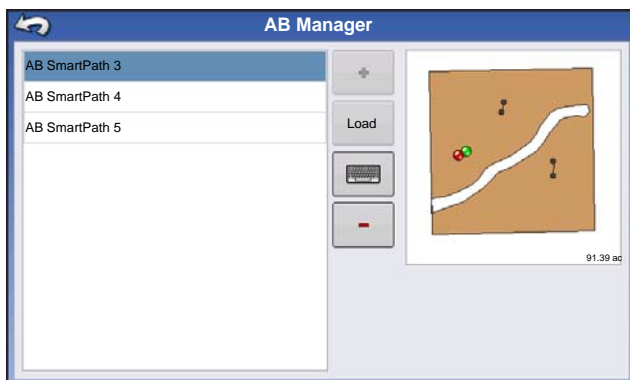 AB Manager
AB SmartPath 3
AB SmartPath 4
AB SmartPath 5
Load
91.39 ac